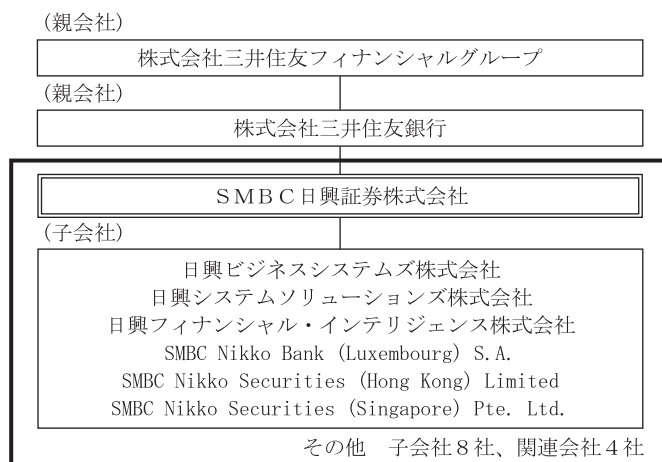 (親会社)
株式会社三井住友フィナンシャルグループ
(親会社)
株式会社三井住友銀行
ＳＭＢＣ日興証券株式会社
(子会社)
日興ビジネスシステムズ株式会社
日興システムソリューションズ株式会社
日興フィナンシャル・インテリジェンス株式会社
SMBC Nikko Bank (Luxembourg) S.A.
SMBC Nikko Securities (Hong Kong) Limited
SMBC Nikko Securities (Singapore) Pte. Ltd.
その他　子会社８社、関連会社４社